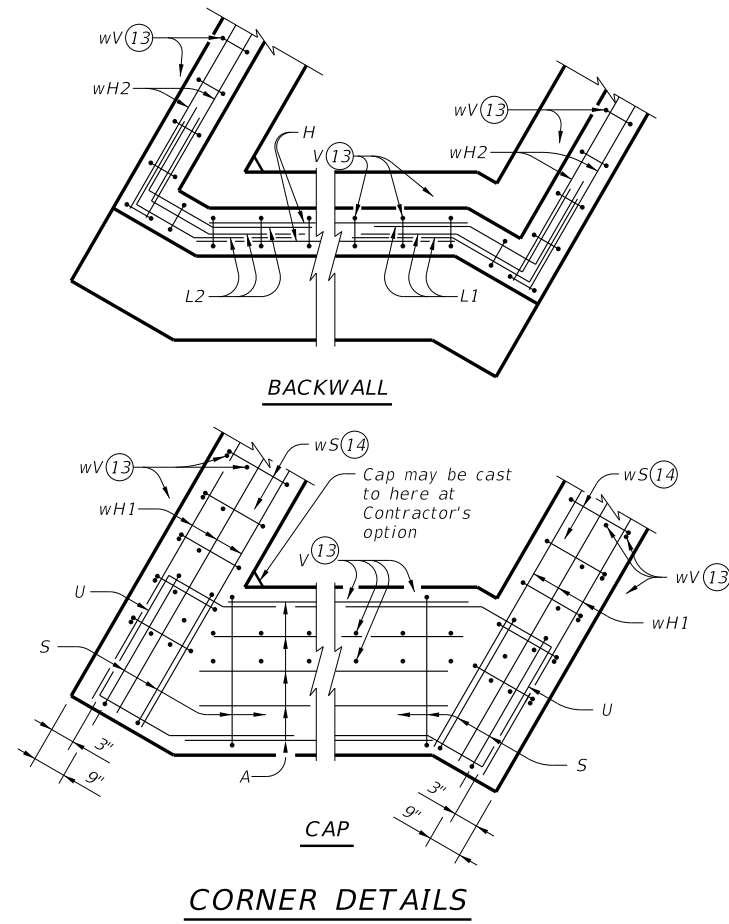 wV 13
wH2
H
V 13
wV 13
wH2
L2
L1
BACKWALL
wS 14
wV 13
wH1
Cap may be cast
to here at
Contractor's
option
V 13
wS 14
wV 13
U
wH1
S
U
S
3"
9"
A
3"
9"
CAP
CORNER DETAILS